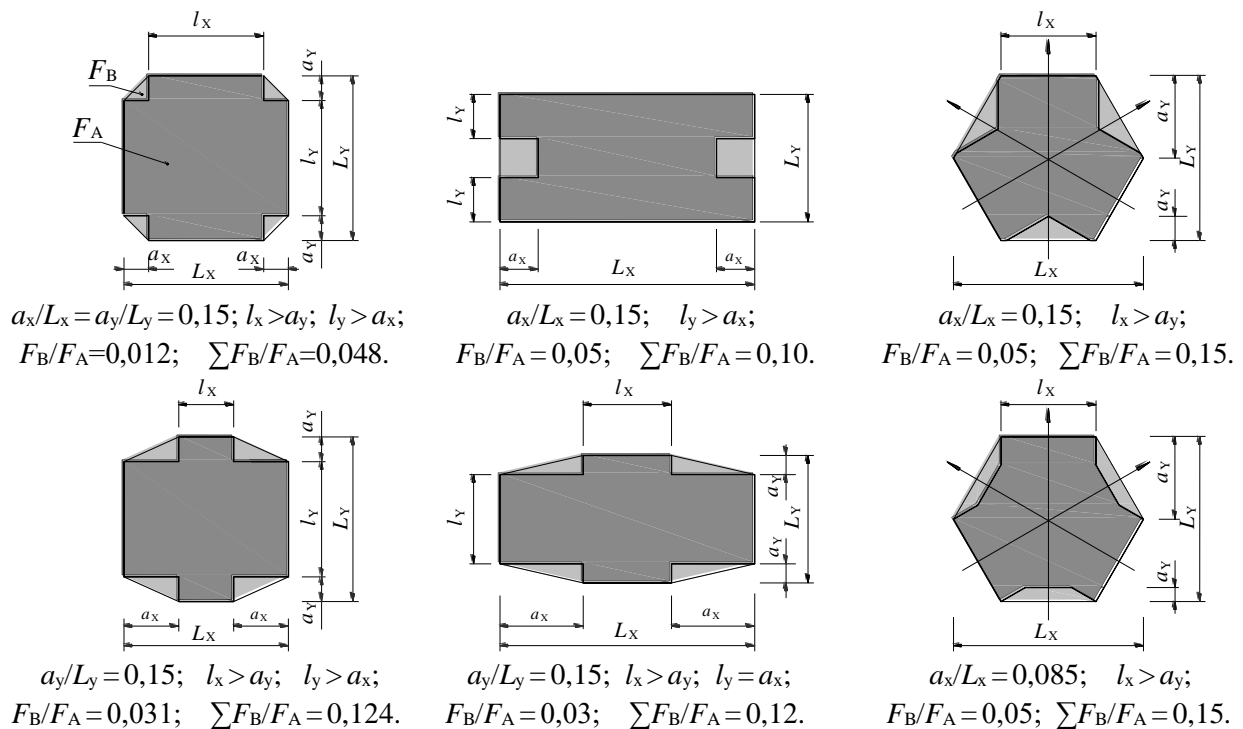 l_X
a_Y
F_B
F_A
l_Y
L_Y
a_Y
a_X
a_X
L_X
a_x/L_x = a_y/L_y = 0,15; l_x > a_y; l_y > a_x;
F_B/F_A=0,012; ∑F_B/F_A=0,048.
l_Y
l_Y
L_Y
a_X
L_X
a_X
a_x/L_x = 0,15; l_y > a_x;
F_B/F_A = 0,05; ∑F_B/F_A = 0,10.
l_X
a_Y
a_Y
L_Y
L_X
a_x/L_x = 0,15; l_x > a_y;
F_B/F_A = 0,05; ∑F_B/F_A = 0,15.
l_X
a_Y
l_Y
L_Y
a_Y
a_X
a_X
L_X
a_y/L_y = 0,15; l_x > a_y; l_y > a_x;
F_B/F_A = 0,031; ∑F_B/F_A = 0,124.
l_X
a_Y
l_Y
L_Y
a_Y
a_X
a_X
L_X
a_y/L_y = 0,15; l_x > a_y; l_y = a_x;
F_B/F_A = 0,03; ∑F_B/F_A = 0,12.
l_X
a_Y
a_Y
L_Y
L_X
a_x/L_x = 0,085; l_x > a_y;
F_B/F_A = 0,05; ∑F_B/F_A = 0,15.